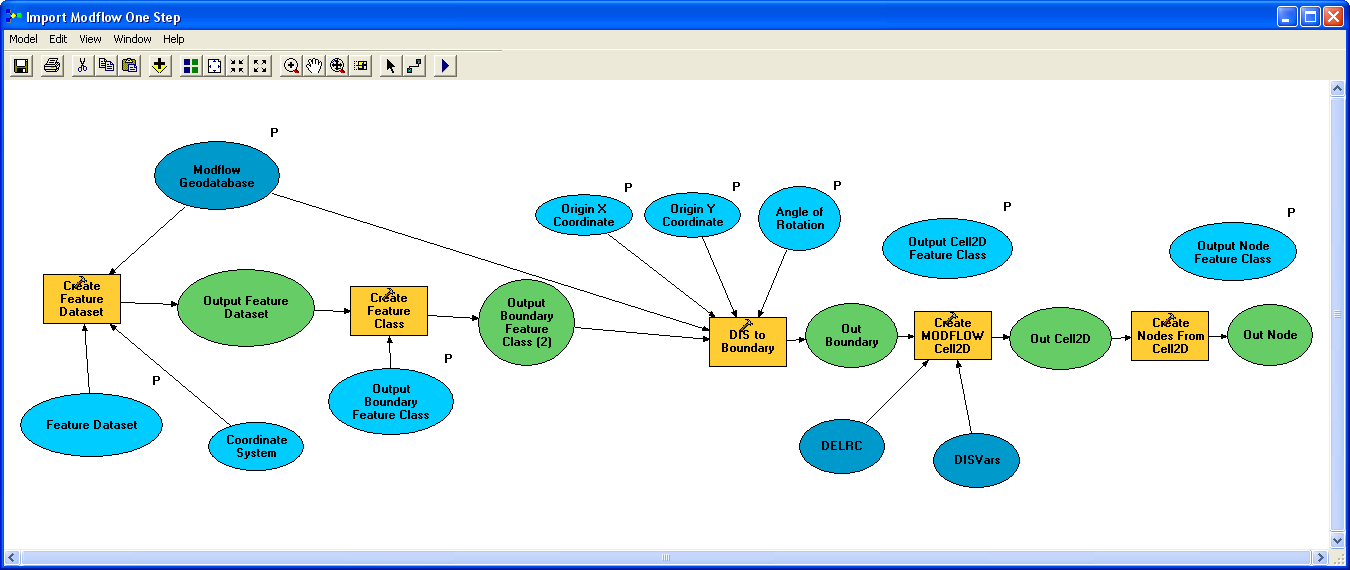 Import Modflow One Step
Model Edit View Window Help
P
Modflow
Geodatabase
P
Origin X
Coordinate
P
Origin Y
Coordinate
P
Angle of
Rotation
P
Output Cell2D
Feature Class
P
Output Node
Feature Class
Create
Feature
Dataset
Output Feature
Dataset
Create
Feature
Class
Output
Boundary
Feature
Class (2)
DIS to
Boundary
Out
Boundary
Create
MODFLOW
Cell2D
Out Cell2D
Create
Nodes From
Cell2D
Out Node
P
Feature Dataset
Coordinate
System
P
Output
Boundary
Feature Class
DELRC
DISVars